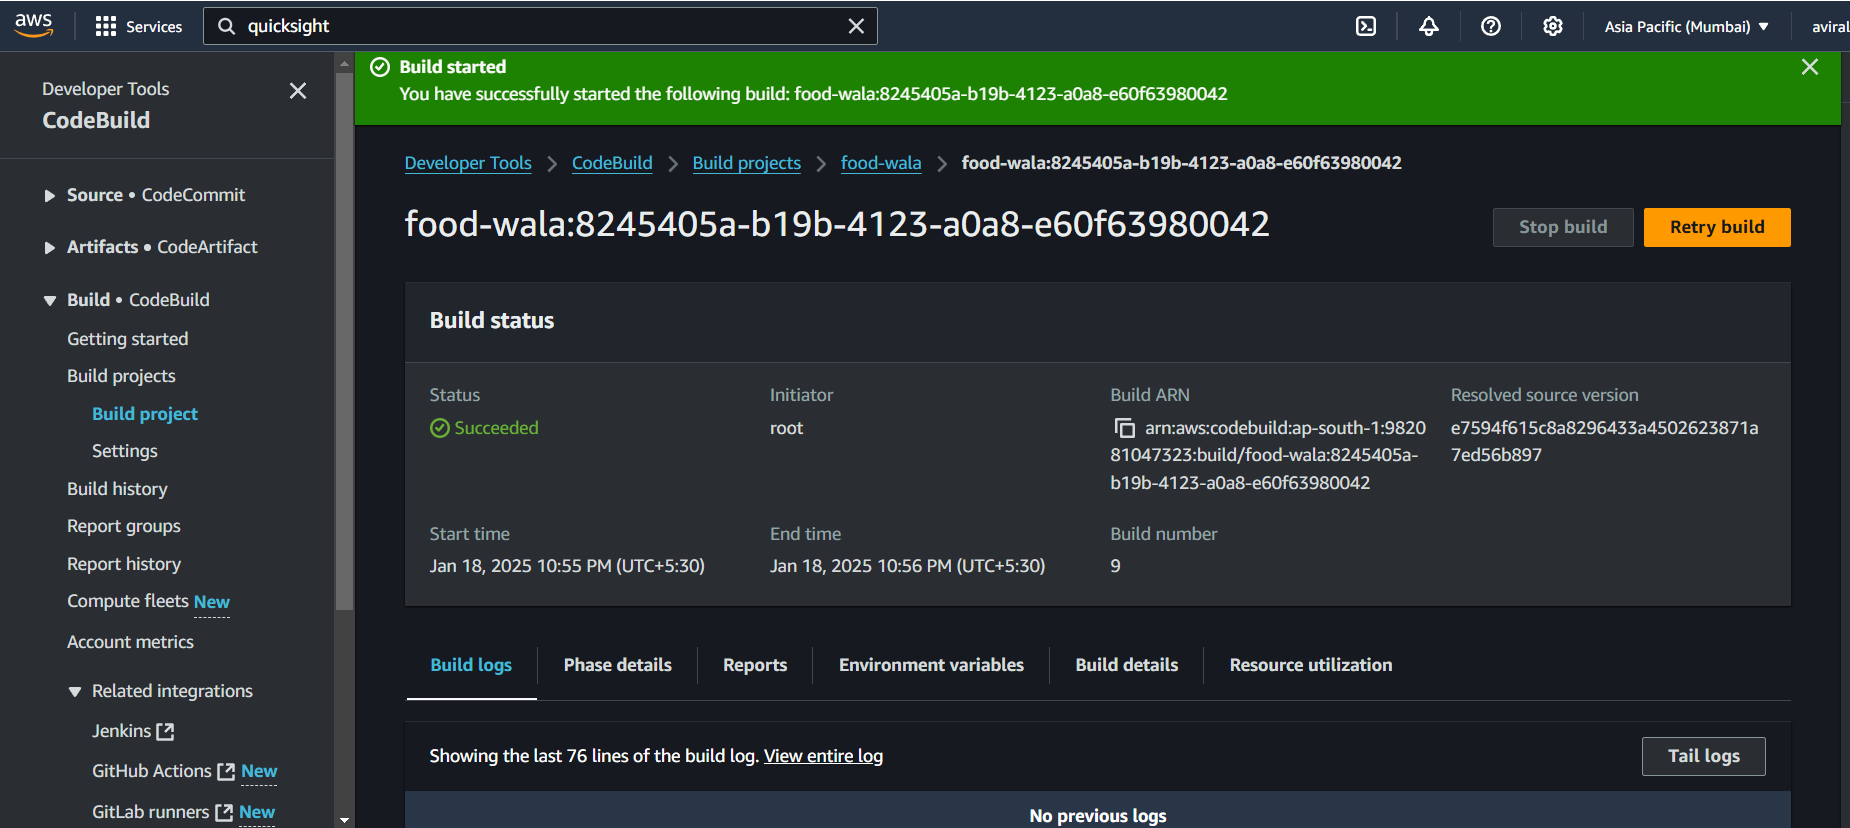 aws
Services
quicksight
Asia Pacific (Mumbai)
aviral
Developer Tools
CodeBuild
Source • CodeCommit
Artifacts • CodeArtifact
Build • CodeBuild
Getting started
Build projects
Build project
Settings
Build history
Report groups
Report history
Compute fleets New
Account metrics
Related integrations
Jenkins
GitHub Actions New
GitLab runners New
Build started
You have successfully started the following build: food-wala:8245405a-b19b-4123-a0a8-e60f63980042
Developer Tools > CodeBuild > Build projects > food-wala > food-wala:8245405a-b19b-4123-a0a8-e60f63980042
food-wala:8245405a-b19b-4123-a0a8-e60f63980042
Stop build
Retry build
Build status
Status
Succeeded
Initiator
root
Build ARN
arn:aws:codebuild:ap-south-1:9820
81047323:build/food-wala:8245405a-
b19b-4123-a0a8-e60f63980042
Resolved source version
e7594f615c8a8296433a4502623871a
7ed56b897
Start time
Jan 18, 2025 10:55 PM (UTC+5:30)
End time
Jan 18, 2025 10:56 PM (UTC+5:30)
Build number
9
Build logs
Phase details
Reports
Environment variables
Build details
Resource utilization
Showing the last 76 lines of the build log. View entire log
Tail logs
No previous logs